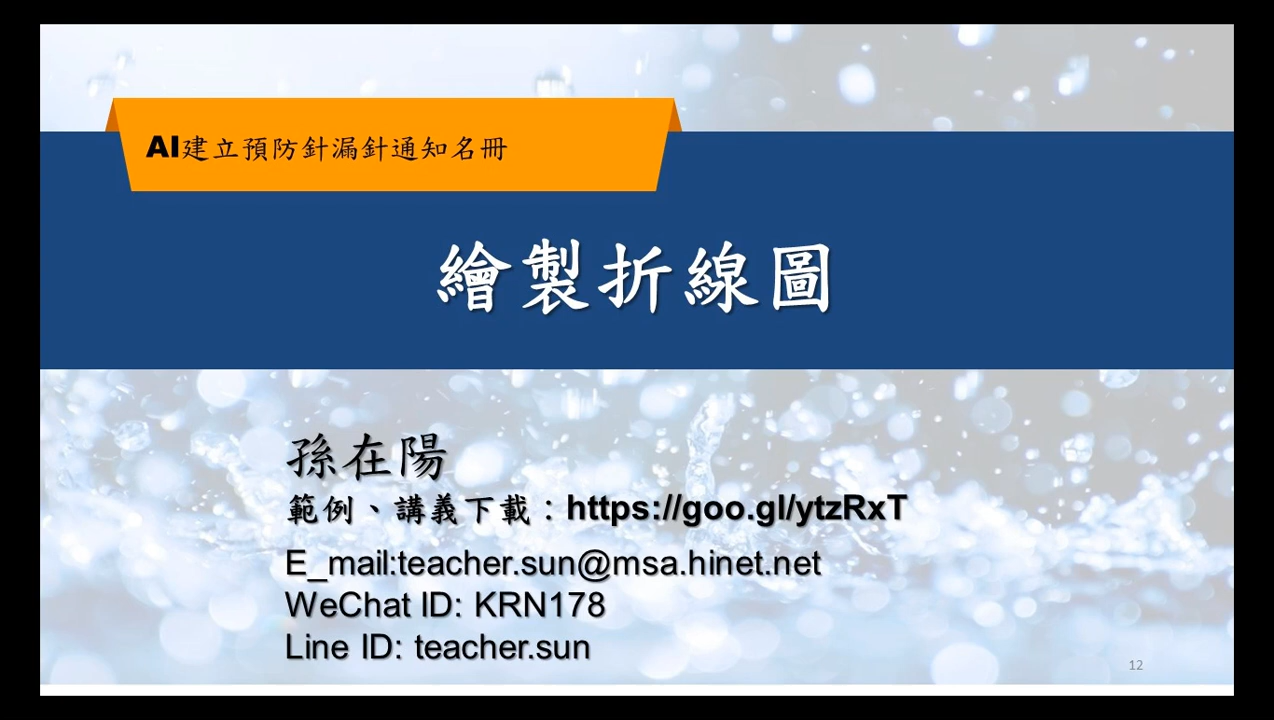 AI建立預防針漏針通知名冊
繪製折線圖
孫在陽
範例、講義下載：https://goo.gl/ytzRxT
E_mail:teacher.sun@msa.hinet.net
WeChat ID: KRN178
Line ID: teacher.sun
12